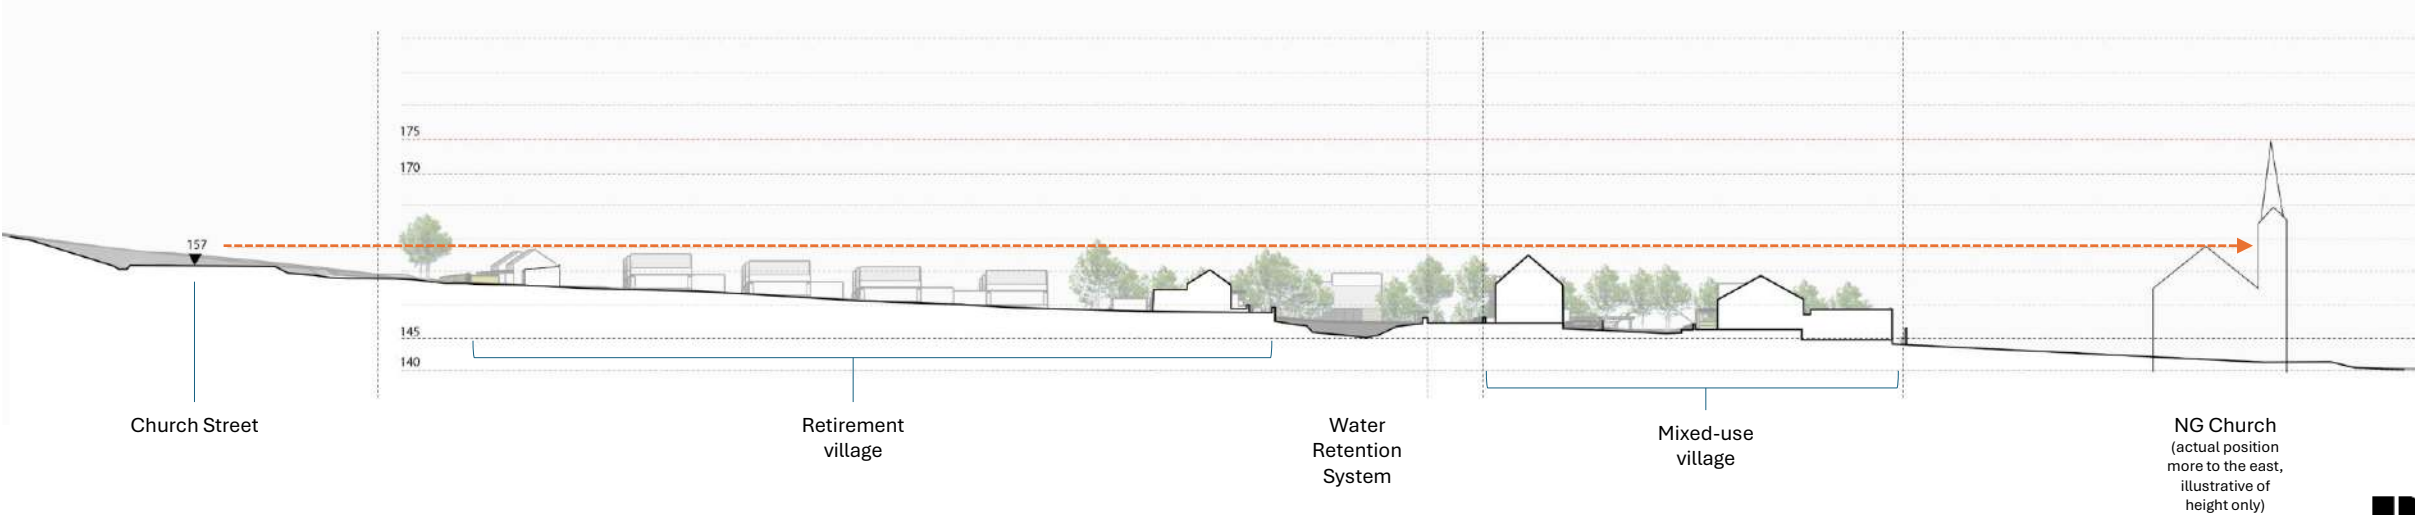 175
170
157
145
140
Church Street
Retirement
village
Water
Retention
System
Mixed-use
village
NG Church
(actual position
more to the east,
illustrative of
height only)